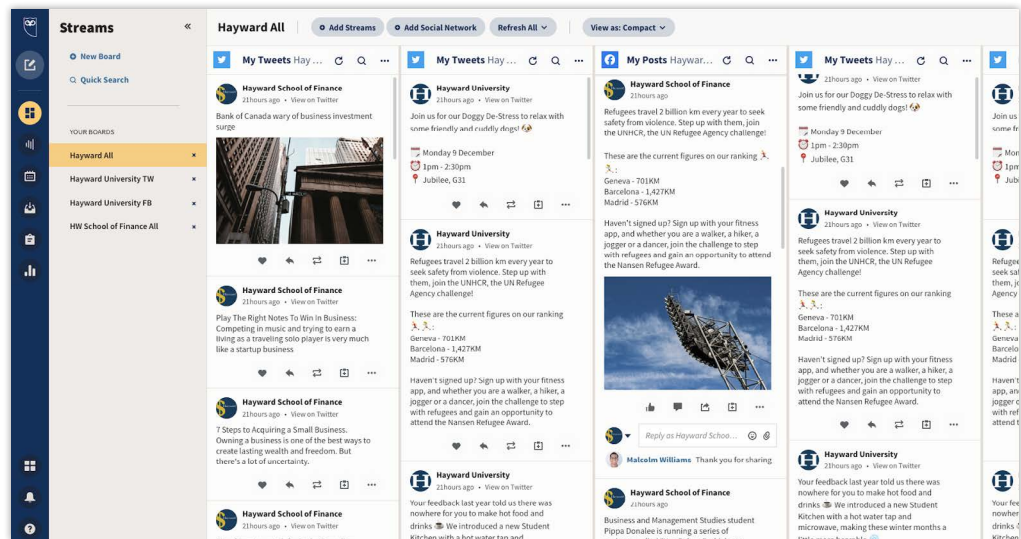 Streams
«
New Board
Quick Search
YOUR BOARDS
Hayward All
Hayward University TW
Hayward University FB
HW School of Finance All
Hayward All
Add Streams
Add Social Network
Refresh All
View as: Compact
My Tweets Hay ...
Hayward School of Finance
21hours ago • View on Twitter
Bank of Canada wary of business investment
surge
Hayward School of Finance
21hours ago • View on Twitter
Play The Right Notes To Win In Business:
Competing in music and trying to earn a
living as a traveling solo player is very much
like a startup business
Hayward School of Finance
21hours ago • View on Twitter
7 Steps to Acquiring a Small Business.
Owning a business is one of the best ways to
create lasting wealth and freedom. But
there's a lot of uncertainty.
Hayward School of Finance
21hours ago • View on Twitter
My Tweets Hay ...
Hayward University
21hours ago • View on Twitter
Join us for our Doggy De-Stress to relax with
some friendly and cuddly dogs! 🐶
Monday 9 December
1pm - 2:30pm
Jubilee, G31
Hayward University
21hours ago • View on Twitter
Refugees travel 2 billion km every year to
seek safety from violence. Step up with
them, join the UNHCR, the UN Refugee
Agency challenge!
These are the current figures on our ranking
:
Geneva - 701KM
Barcelona - 1,427KM
Madrid - 576KM
Haven't signed up? Sign up with your fitness
app, and whether you are a walker, a hiker, a
jogger or a dancer, join the challenge to step
with refugees and gain an opportunity to
attend the Nansen Refugee Award.
Hayward University
21hours ago • View on Twitter
Your feedback last year told us there was
nowhere for you to make hot food and
drinks We introduced a new Student
Kitchen with a hot water tap and
My Posts Haywar...
Hayward School of Finance
21hours ago
Refugees travel 2 billion km every year to seek
safety from violence. Step up with them, join
the UNHCR, the UN Refugee Agency challenge!
These are the current figures on our ranking
:
Geneva - 701KM
Barcelona - 1,427KM
Madrid - 576KM
Haven't signed up? Sign up with your fitness
app, and whether you are a walker, a hiker, a
jogger or a dancer, join the challenge to step
with refugees and gain an opportunity to attend
the Nansen Refugee Award.
Reply as Hayward Schoo...
Malcolm Williams Thank you for sharing
Hayward School of Finance
21hours ago
Business and Management Studies student
Pippa Donalee is running a series of
My Tweets Hay ...
21hours ago • View on Twitter
Join us for our Doggy De-Stress to relax with
some friendly and cuddly dogs! 🐶
Monday 9 December
1pm - 2:30pm
Jubilee, G31
Hayward University
21hours ago • View on Twitter
Refugees travel 2 billion km every year to
seek safety from violence. Step up with
them, join the UNHCR, the UN Refugee
Agency challenge!
These are the current figures on our ranking
:
Geneva - 701KM
Barcelona - 1,427KM
Madrid - 576KM
Haven't signed up? Sign up with your fitness
app, and whether you are a walker, a hiker, a
jogger or a dancer, join the challenge to step
with refugees and gain an opportunity to
attend the Nansen Refugee Award.
Hayward University
21hours ago • View on Twitter
Your feedback last year told us there was
nowhere for you to make hot food and
drinks We introduced a new Student
Kitchen with a hot water tap and
microwave, making these winter months a
Join us
some
Refugee
seek
Agency
These a
Geneva
Barcelo
Madrid
Haven't
app, an
attend
Your fee
nowher
drinks
Kitchen